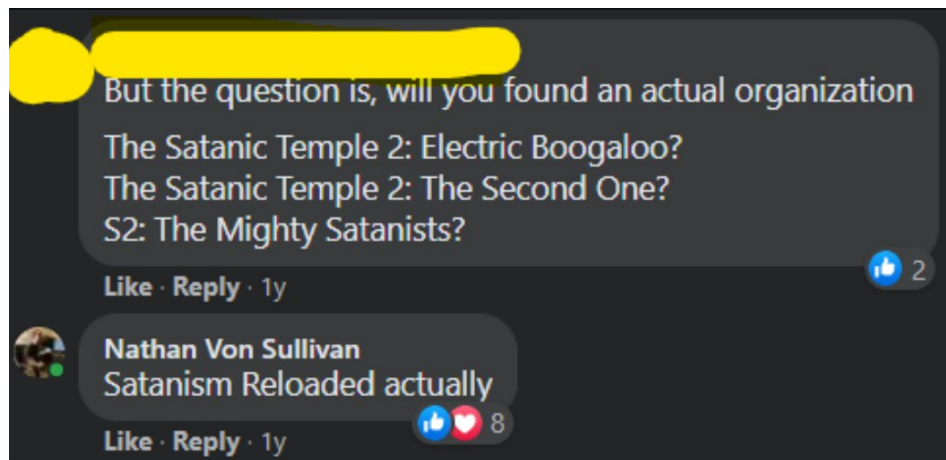 But the question is, will you found an actual organization
The Satanic Temple 2: Electric Boogaloo?
The Satanic Temple 2: The Second One?
S2: The Mighty Satanists?
2
Like · Reply · 1y
Nathan Von Sullivan
Satanism Reloaded actually
8
Like · Reply · 1y